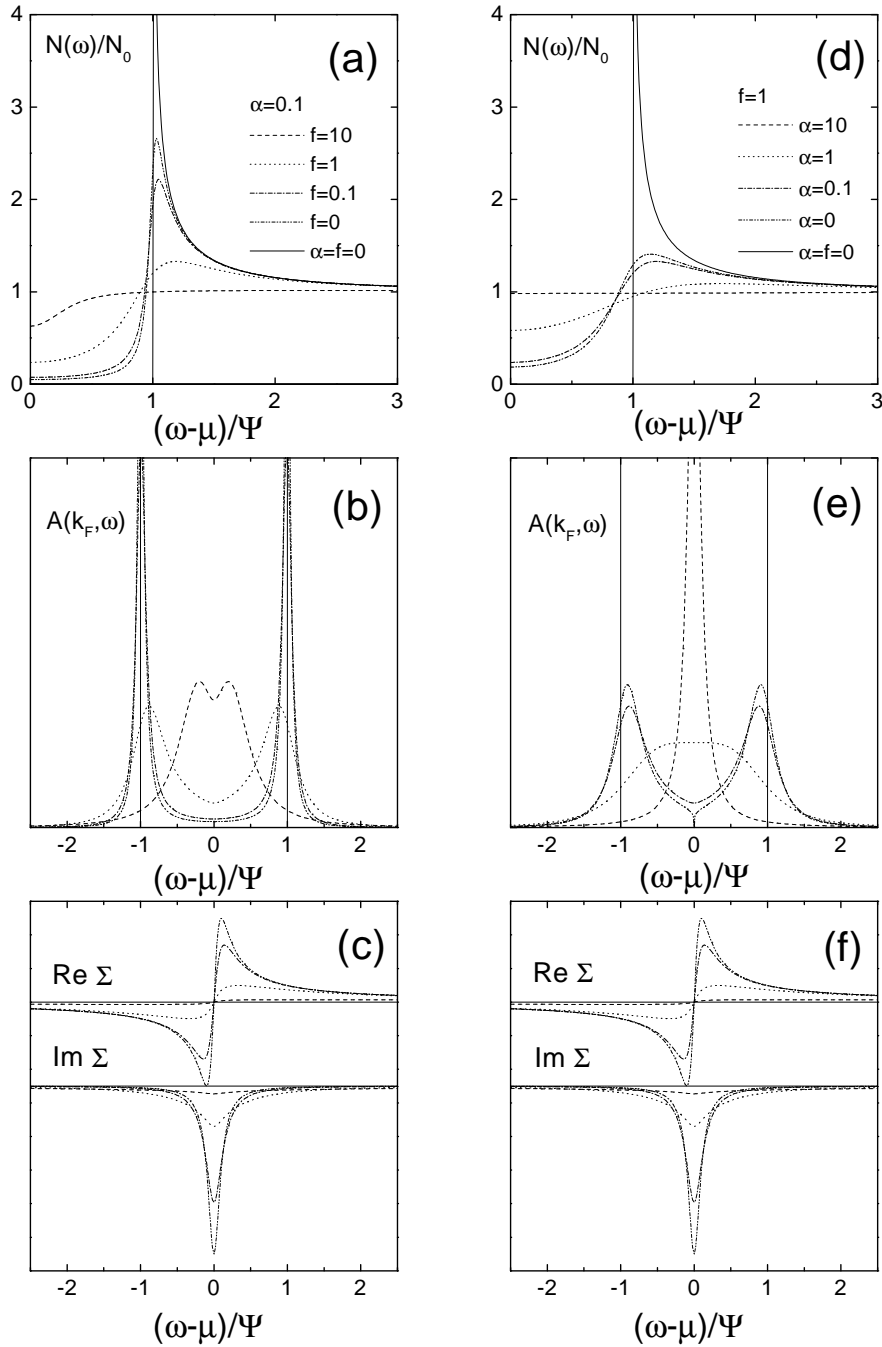 4
3
2
1
0
N(ω)/N₀
(a)
α=0.1
f=10
f=1
f=0.1
f=0
α=f=0
0
1
2
3
(ω-μ)/Ψ
A(k_F,ω)
(b)
-2
-1
0
1
2
(ω-μ)/Ψ
Re Σ
(c)
Im Σ
-2
-1
0
1
2
(ω-μ)/Ψ
4
3
2
1
0
N(ω)/N₀
(d)
f=1
α=10
α=1
α=0.1
α=0
α=f=0
0
1
2
3
(ω-μ)/Ψ
A(k_F,ω)
(e)
-2
-1
0
1
2
(ω-μ)/Ψ
Re Σ
(f)
Im Σ
-2
-1
0
1
2
(ω-μ)/Ψ